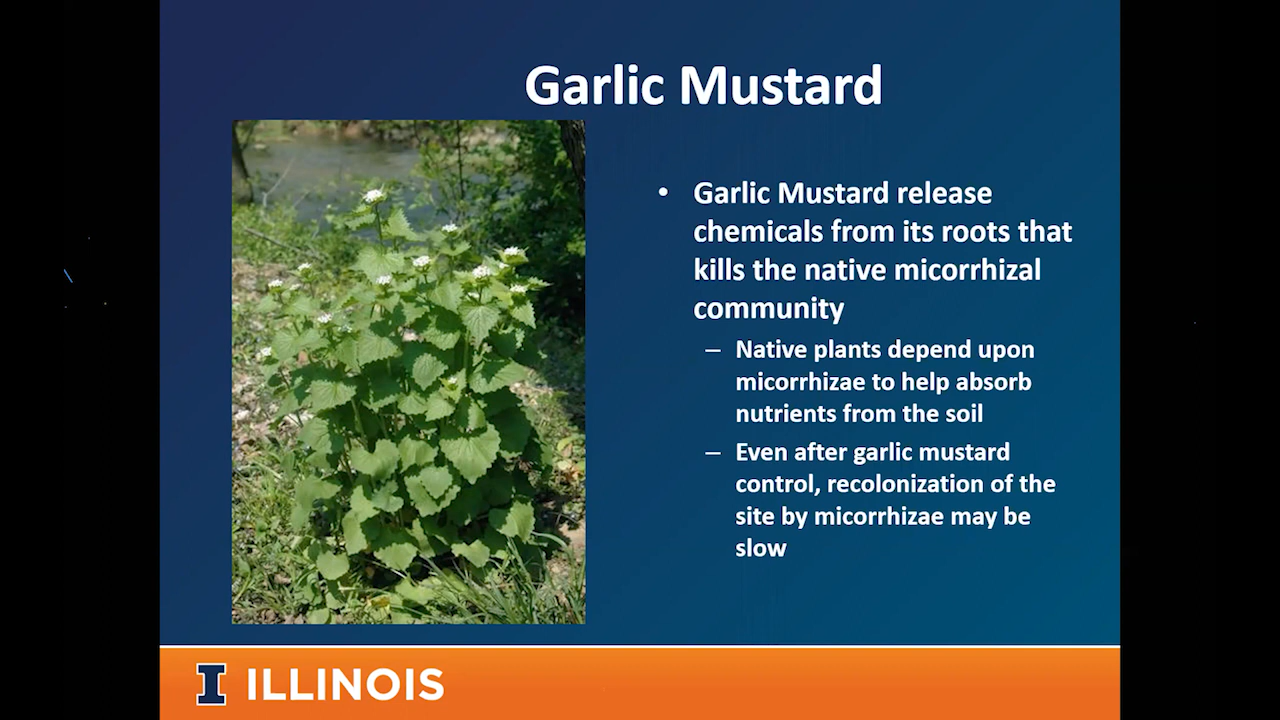 Garlic Mustard
• Garlic Mustard release
chemicals from its roots that
kills the native micorrhizal
community
– Native plants depend upon
micorrhizae to help absorb
nutrients from the soil
– Even after garlic mustard
control, recolonization of the
site by micorrhizae may be
slow
I ILLINOIS